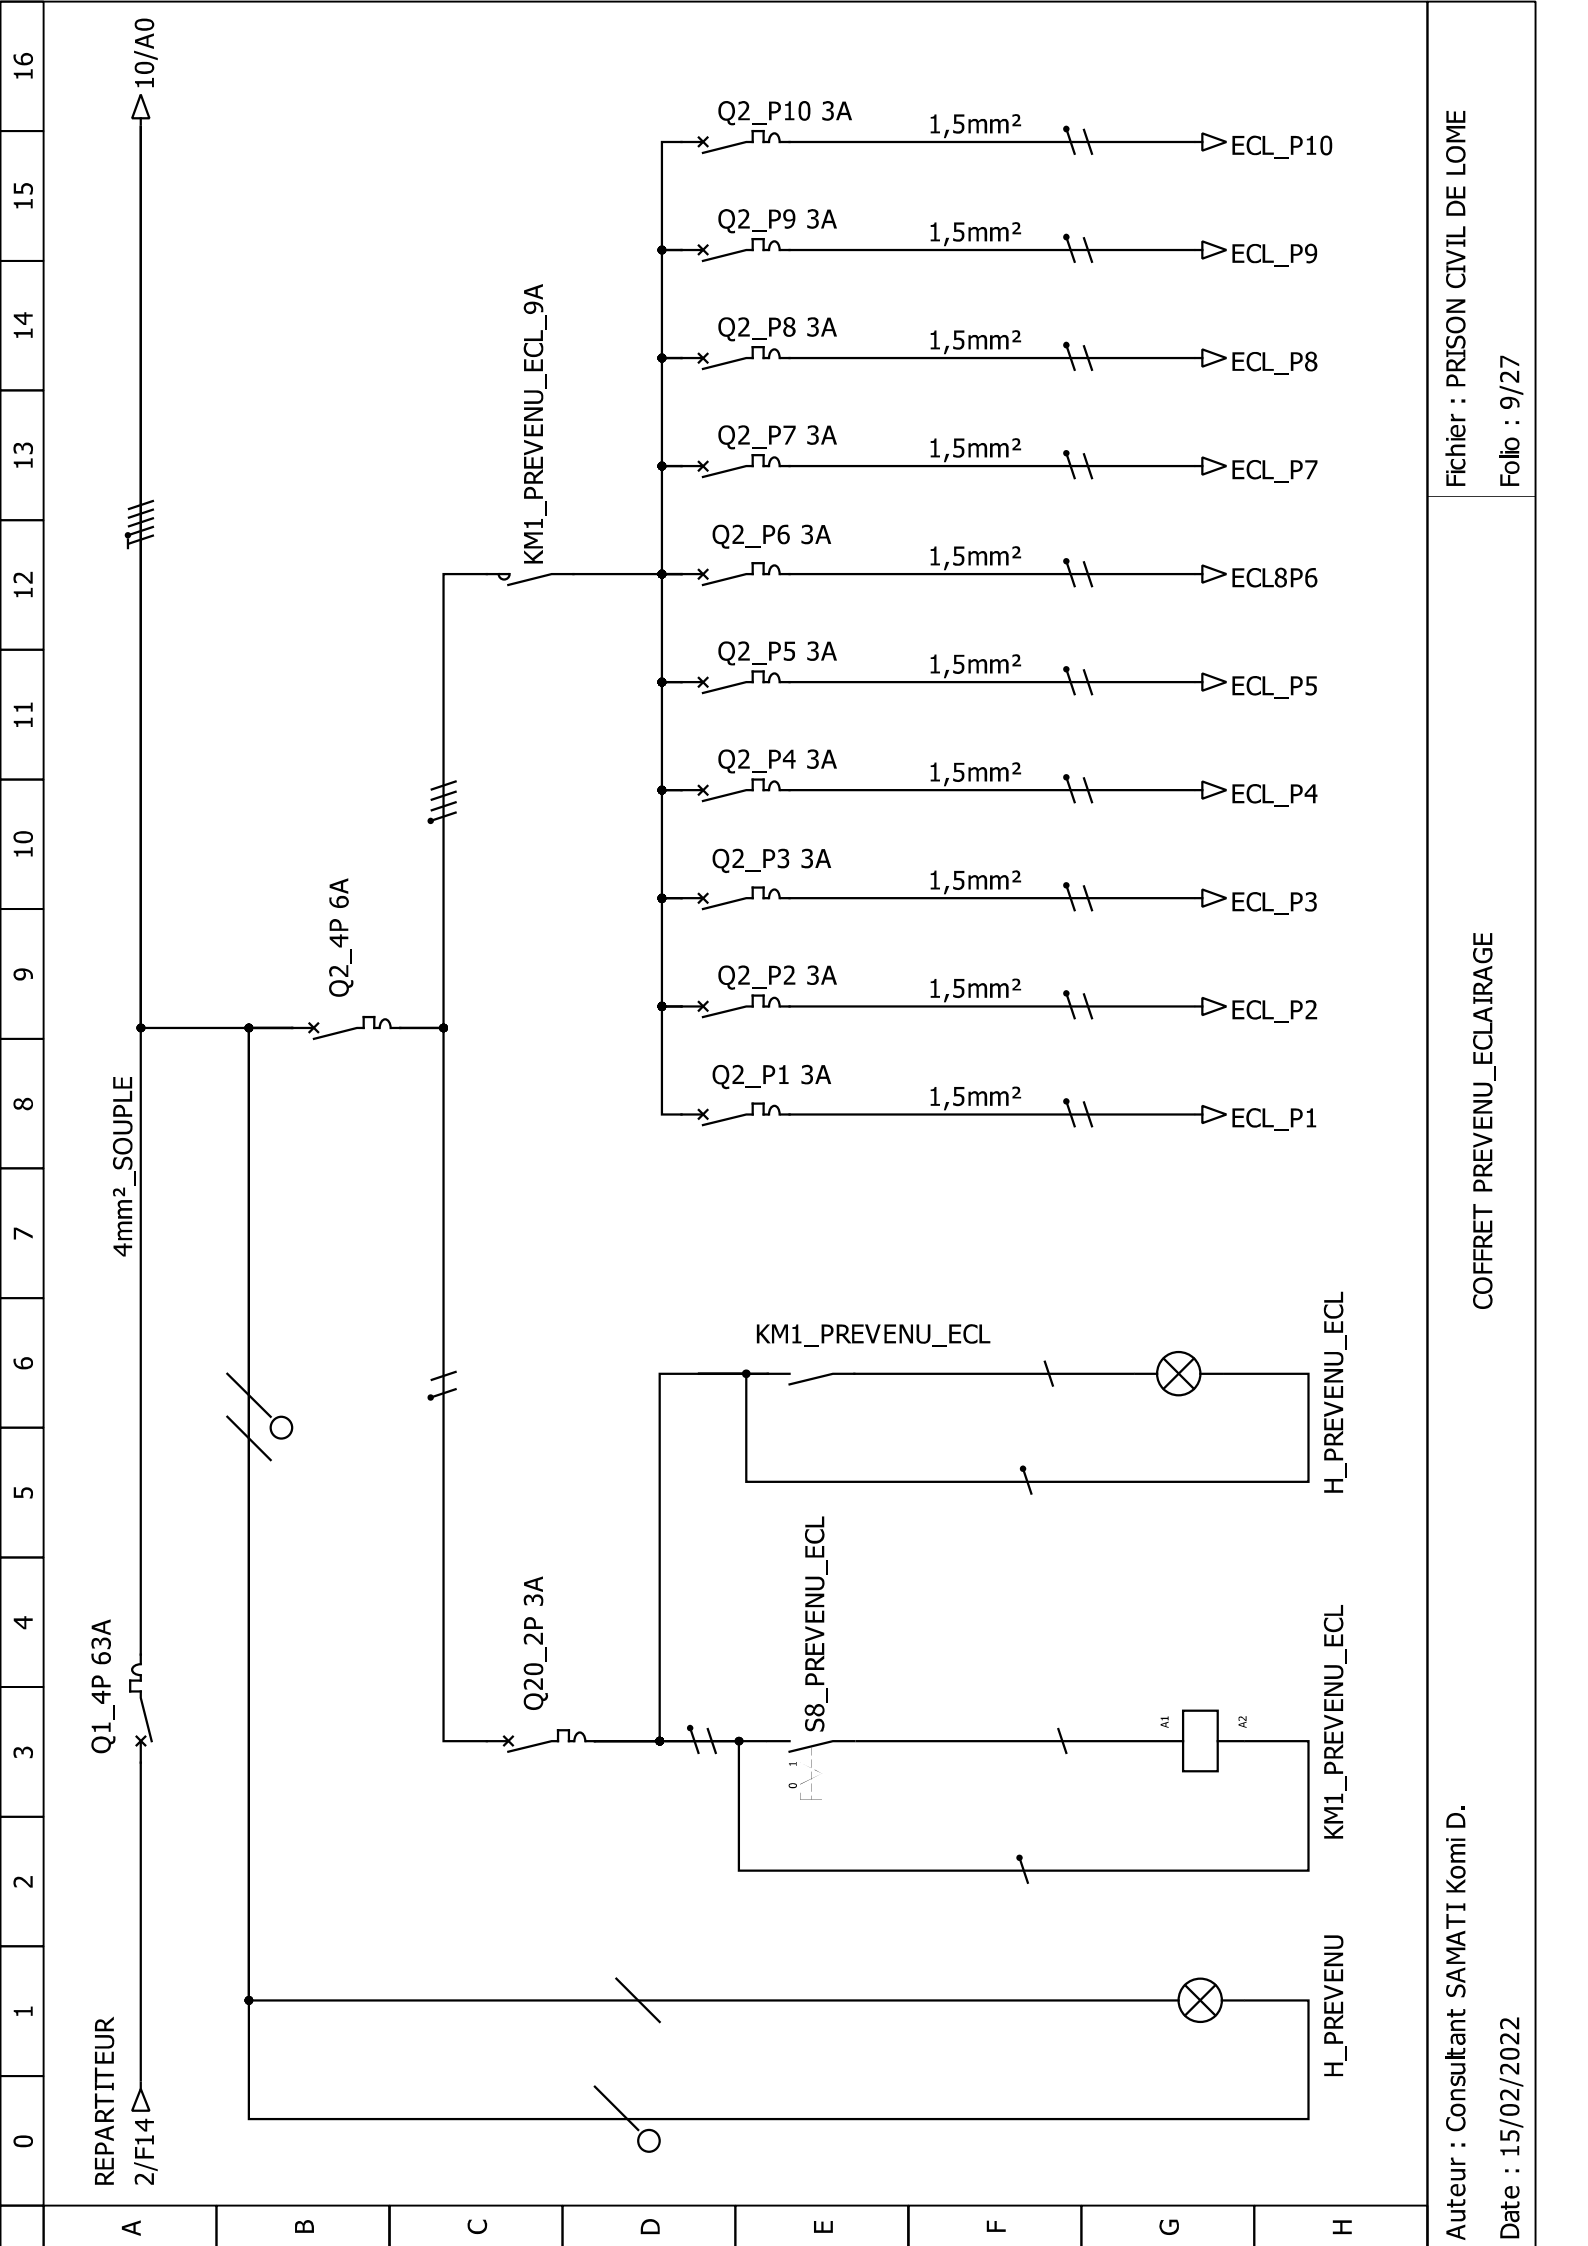 0 1 2 3 4 5 6 7 8 9 10 11 12 13 14 15 16
A
B
C
D
E
F
G
H
REPARTITEUR
2/F14
Q1_4P 63A
4mm²_SOUPLE
10/A0
Q2_4P 6A
Q20_2P 3A
KM1_PREVENU_ECL_9A
Q2_P1 3A
Q2_P2 3A
Q2_P3 3A
Q2_P4 3A
Q2_P5 3A
Q2_P6 3A
Q2_P7 3A
Q2_P8 3A
Q2_P9 3A
Q2_P10 3A
S8_PREVENU_ECL
0 1
KM1_PREVENU_ECL
1,5mm²
1,5mm²
1,5mm²
1,5mm²
1,5mm²
1,5mm²
1,5mm²
1,5mm²
1,5mm²
1,5mm²
A1
A2
ECL_P1
ECL_P2
ECL_P3
ECL_P4
ECL_P5
ECL8P6
ECL_P7
ECL_P8
ECL_P9
ECL_P10
H_PREVENU
KM1_PREVENU_ECL
H_PREVENU_ECL
Auteur : Consultant SAMATI Komi D.
Date : 15/02/2022
COFFRET PREVENU_ECLAIRAGE
Fichier : PRISON CIVIL DE LOME
Folio : 9/27